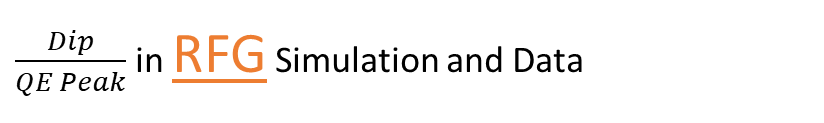 Dip/QE Peak in RFG Simulation and Data